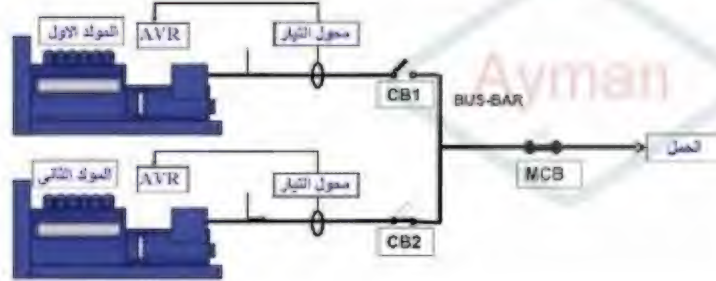 المولد الاول
AVR
محول التيار
CB1
BUS-BAR
Ayman
المولد الثانى
AVR
محول التيار
CB2
MCB
الحمل